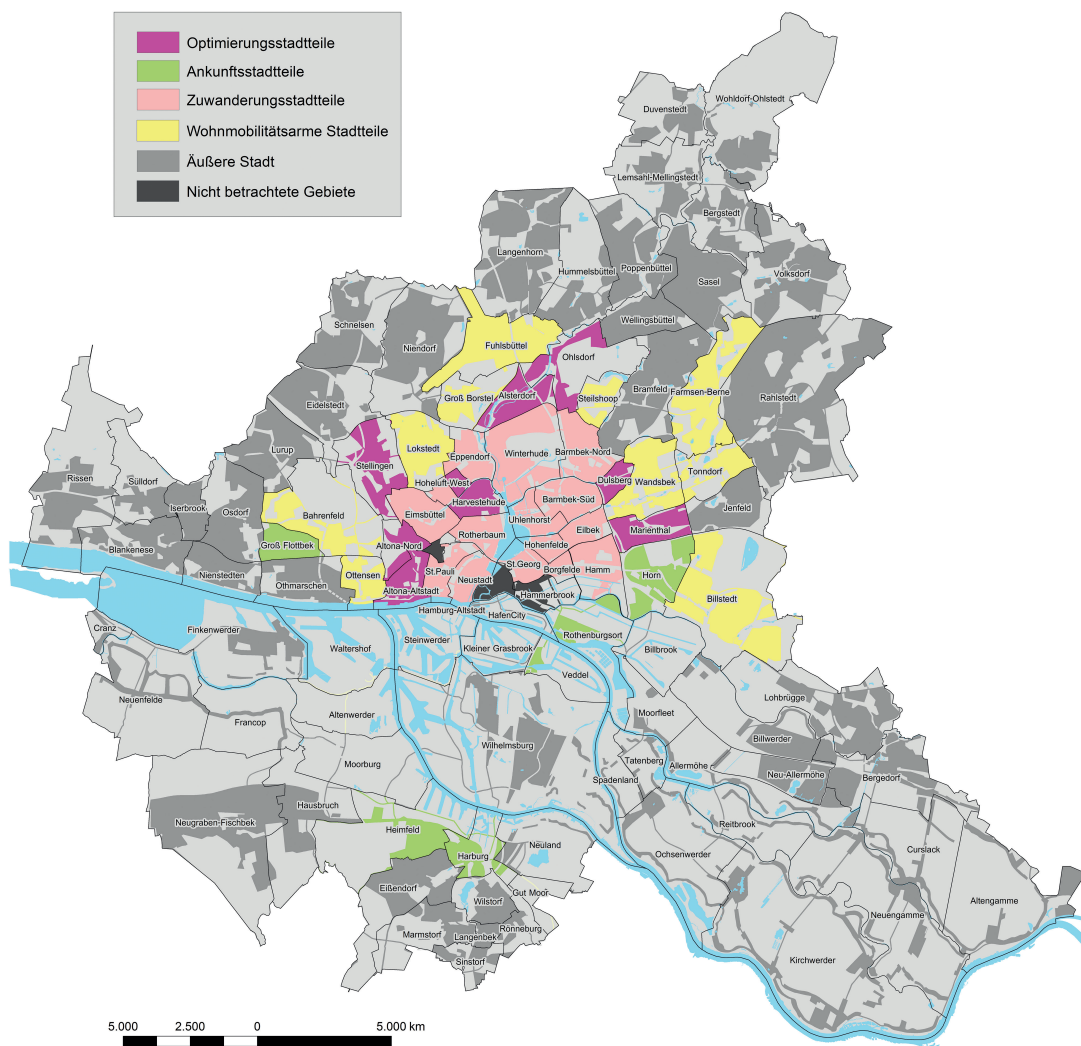 Optimierungsstadtteile
Ankunftsstadtteile
Zuwanderungsstadtteile
Wohnmobilitätsarme Stadtteile
Äußere Stadt
Nicht betrachtete Gebiete
Wohldorf-Ohlstedt
Duvenstedt
Lemsahl-Mellingstedt
Bergstedt
Langenhorn
Hummelsbüttel
Poppenbüttel
Sasel
Volksdorf
Schnelsen
Niendorf
Fuhlsbüttel
Wellingsbüttel
Ohlsdorf
Eidelstedt
Groß Borstel
Alsterdorf
Steilshoop
Bramfeld
Farmsen-Berne
Rahlstedt
Lurup
Stellingen
Lokstedt
Eppendorf
Winterhude
Barmbek-Nord
Rissen
Sülldorf
Iserbrook
Osdorf
Bahrenfeld
Hoheluft-West
Harvestehude
Dulsberg
Wandsbek
Tonndorf
Jenfeld
Eimsbüttel
Barmbek-Süd
Uhlenhorst
Marienthal
Blankenese
Groß Flottbek
Altona-Nord
Rotherbaum
Hohenfelde
Eilbek
Nienstedten
Othmarschen
Ottensen
Altona-Altstadt
St.Pauli
Neustadt
St.Georg
Borgfelde
Hamm
Horn
Billstedt
Hammerbrook
Hamburg-Altstadt
HafenCity
Cranz
Finkenwerder
Waltershof
Steinwerder
Kleiner Grasbrook
Rothenburgsort
Billbrook
Veddel
Neuenfelde
Francop
Altenwerder
Wilhelmsburg
Moorfleet
Lohbrügge
Billwerder
Moorburg
Spadenland
Tatenberg
Allermöhe
Neu-Allermöhe
Bergedorf
Neugraben-Fischbek
Hausbruch
Heimfeld
Harburg
Neuland
Reitbrook
Ochsenwerder
Curslack
Eißendorf
Wilstorf
Gut Moor
Altengamme
Neuengamme
Marmstorf
Langenbek
Rönneburg
Sinstorf
Kirchwerder
5.000 2.500 0 5.000 km